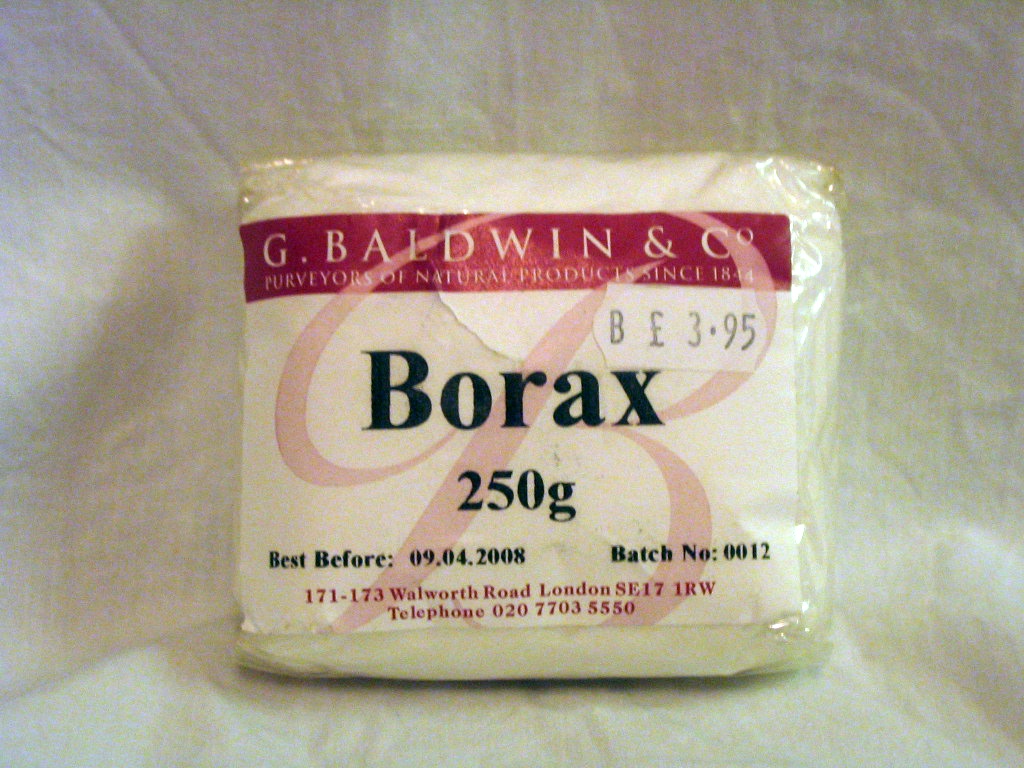 G. BALDWIN & Cº
PURVEYORS OF NATURAL PRODUCTS SINCE 1844
B £ 3.95
Borax
250g
Best Before: 09.04.2008 Batch No: 0012
171-173 Walworth Road London SE17 1RW
Telephone 020 7703 5550